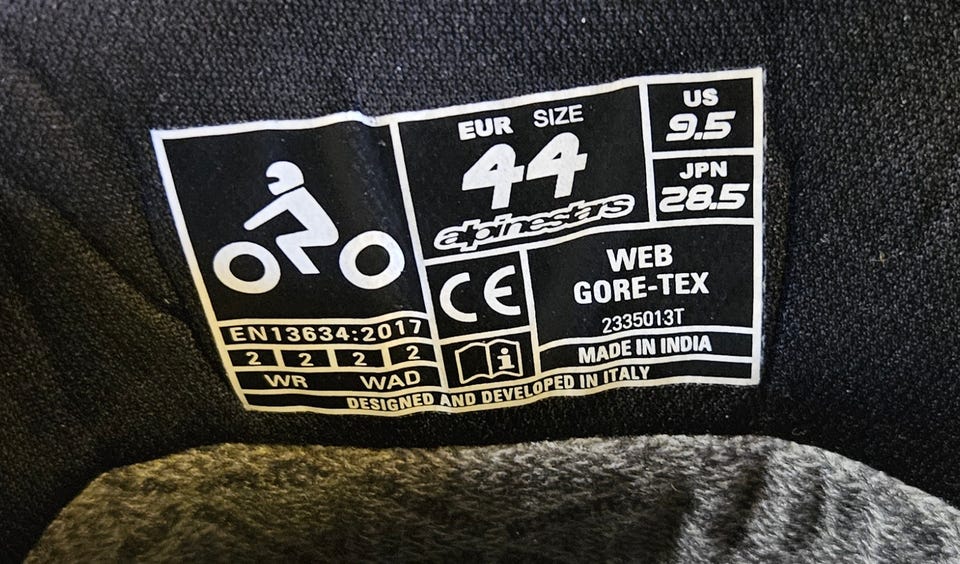 EUR SIZE
44
alpinestars
US
9.5
JPN
28.5
CE
WEB
GORE-TEX
2335013T
MADE IN INDIA
EN13634:2017
2 2 2 2
WR WAD
i
DESIGNED AND DEVELOPED IN ITALY